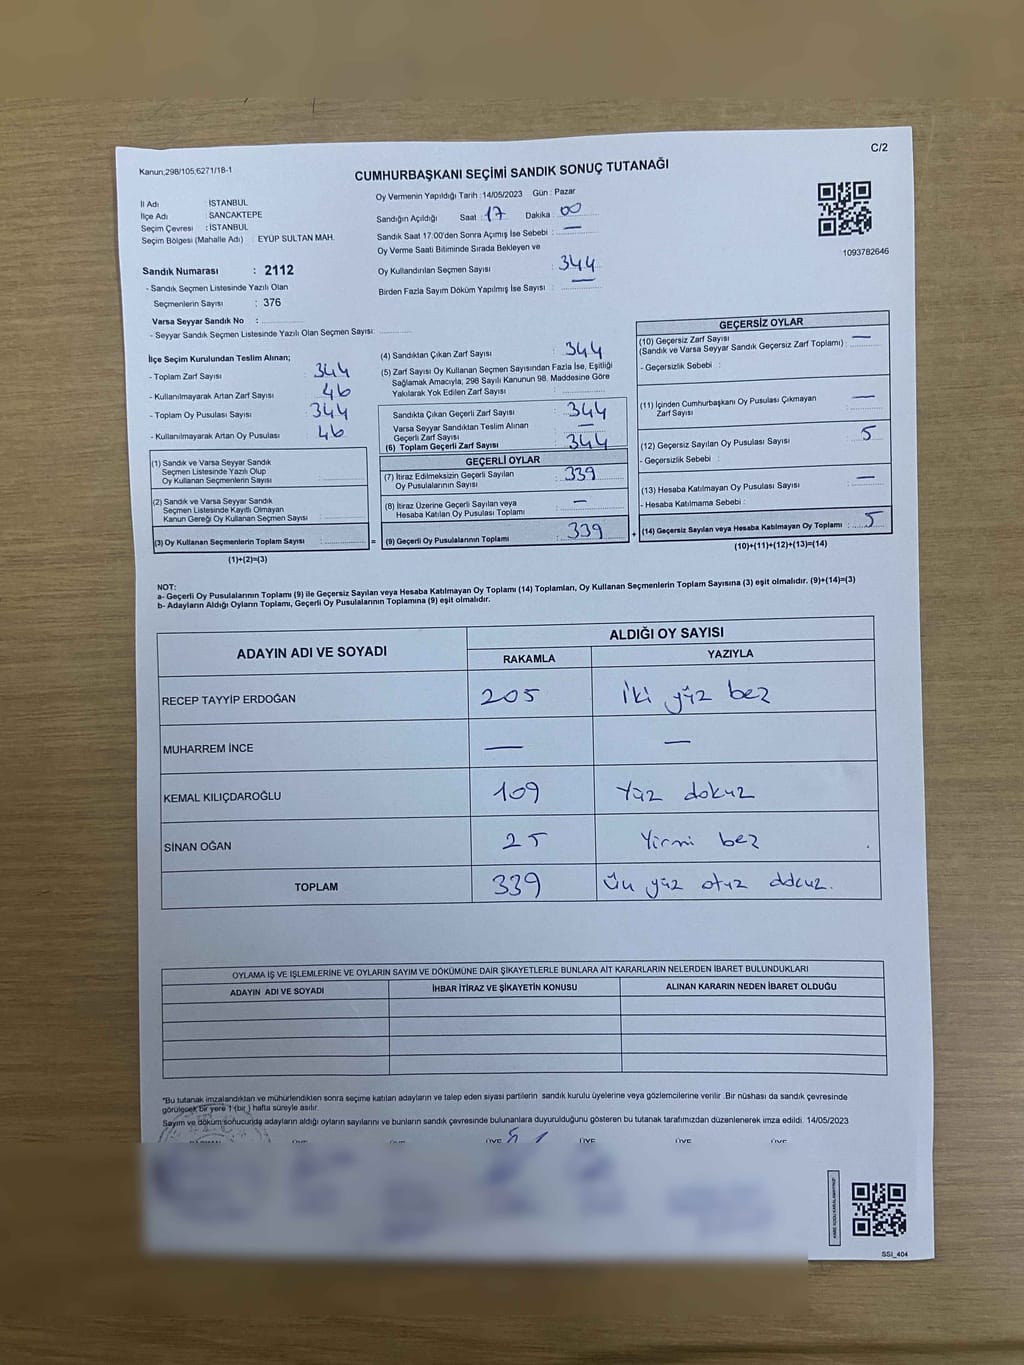 C/2
Kanun;298/105;6271/18-1
CUMHURBAŞKANI SEÇİMİ SANDIK SONUÇ TUTANAĞI
İl Adı : İSTANBUL
İlçe Adı : SANCAKTEPE
Seçim Çevresi : İSTANBUL
Seçim Bölgesi (Mahalle Adı) : EYÜP SULTAN MAH.
Sandık Numarası : 2112
- Sandık Seçmen Listesinde Yazılı Olan
Seçmenlerin Sayısı : 376
Varsa Seyyar Sandık No :
- Seyyar Sandık Seçmen Listesinde Yazılı Olan Seçmen Sayısı:
Oy Vermenin Yapıldığı Tarih : 14/05/2023 Gün : Pazar
Sandığın Açıldığı Saat : 17 Dakika : 00
Sandık Saat 17:00'den Sonra Açımış İse Sebebi : —
Oy Verme Saati Bitiminde Sırada Bekleyen ve
Oy Kullandırılan Seçmen Sayısı : 344
Birden Fazla Sayım Döküm Yapılmış İse Sayısı : —
1093782646
İlçe Seçim Kurulundan Teslim Alınan;
- Toplam Zarf Sayısı : 344
- Kullanılmayarak Artan Zarf Sayısı : 46
- Toplam Oy Pusulası Sayısı : 344
- Kullanılmayarak Artan Oy Pusulası : 46
(1) Sandık ve Varsa Seyyar Sandık
Seçmen Listesinde Yazılı Olup
Oy Kullanan Seçmenlerin Sayısı :
(2) Sandık ve Varsa Seyyar Sandık
Seçmen Listesinde Kayıtlı Olmayan
Kanun Gereği Oy Kullanan Seçmen Sayısı :
(3) Oy Kullanan Seçmenlerin Toplam Sayısı : =
(1)+(2)=(3)
(4) Sandıktan Çıkan Zarf Sayısı : 344
(5) Zarf Sayısı Oy Kullanan Seçmen Sayısından Fazla İse, Eşitliği
Sağlamak Amacıyla, 298 Sayılı Kanunun 98. Maddesine Göre
Yakılarak Yok Edilen Zarf Sayısı :
Sandıkta Çıkan Geçerli Zarf Sayısı : 344
Varsa Seyyar Sandıktan Teslim Alınan
Geçerli Zarf Sayısı : —
(6) Toplam Geçerli Zarf Sayısı : 344
GEÇERLİ OYLAR
(7) İtiraz Edilmeksizin Geçerli Sayılan
Oy Pusulalarının Sayısı : 339
(8) İtiraz Üzerine Geçerli Sayılan veya
Hesaba Katılan Oy Pusulası Toplamı : —
(9) Geçerli Oy Pusulalarının Toplamı : 339 +
GEÇERSİZ OYLAR
(10) Geçersiz Zarf Sayısı
(Sandık ve Varsa Seyyar Sandık Geçersiz Zarf Toplamı) : —
- Geçersizlik Sebebi :
(11) İçinden Cumhurbaşkanı Oy Pusulası Çıkmayan
Zarf Sayısı : —
(12) Geçersiz Sayılan Oy Pusulası Sayısı : 5
- Geçersizlik Sebebi :
(13) Hesaba Katılmayan Oy Pusulası Sayısı : —
- Hesaba Katılmama Sebebi :
(14) Geçersiz Sayılan veya Hesaba Katılmayan Oy Toplamı : 5
(10)+(11)+(12)+(13)=(14)
NOT:
a- Geçerli Oy Pusulalarının Toplamı (9) ile Geçersiz Sayılan veya Hesaba Katılmayan Oy Toplamı (14) Toplamları, Oy Kullanan Seçmenlerin Toplam Sayısına (3) eşit olmalıdır. (9)+(14)=(3)
b- Adayların Aldığı Oyların Toplamı, Geçerli Oy Pusulalarının Toplamına (9) eşit olmalıdır.
ADAYIN ADI VE SOYADI
ALDIĞI OY SAYISI
RAKAMLA YAZIYLA
RECEP TAYYİP ERDOĞAN 205 İki yüz bez
MUHARREM İNCE — —
KEMAL KILIÇDAROĞLU 109 Yüz dokuz
SİNAN OĞAN 25 Yirmi bez
TOPLAM 339 Üç yüz otuz dokuz.
OYLAMA İŞ VE İŞLEMLERİNE VE OYLARIN SAYIM VE DÖKÜMÜNE DAİR ŞİKAYETLERLE BUNLARA AİT KARARLARIN NELERDEN İBARET BULUNDUKLARI
ADAYIN ADI VE SOYADI İHBAR İTİRAZ VE ŞİKAYETİN KONUSU ALINAN KARARIN NEDEN İBARET OLDUĞU
*Bu tutanak imzalandıktan ve mühürlendikten sonra seçime katılan adayların ve talep eden siyasi partilerin sandık kurulu üyelerine veya gözlemcilerine verilir. Bir nüshası da sandık çevresinde
görülecek bir yere 1 (bir) hafta süreyle asılır.
Sayım ve döküm sonucunda adayların aldığı oyların sayılarını ve bunların sandık çevresinde bulunanlara duyurulduğunu gösteren bu tutanak tarafımızdan düzenlenerek imza edildi. 14/05/2023
ÜYE ÜYE ÜYE ÜYE ÜYE ÜYE
SSI_404